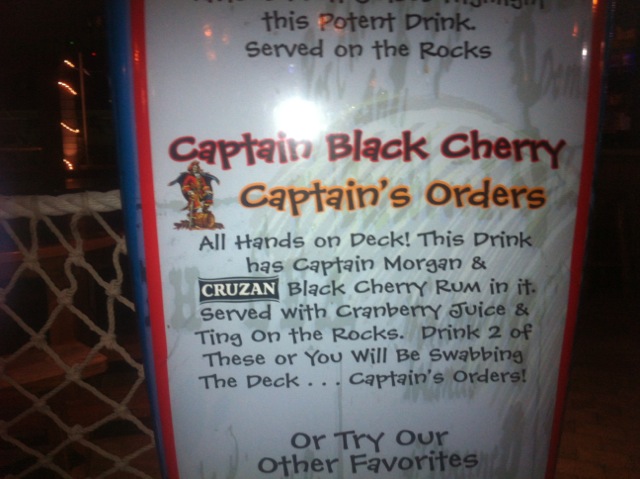 this Potent Drink.
Served on the Rocks
Captain Black Cherry
Captain's Orders
All Hands on Deck! This Drink
has Captain Morgan &
CRUZAN Black Cherry Rum in it.
Served with Cranberry Juice &
Ting On the Rocks. Drink 2 of
These or You Will Be Swabbing
The Deck . . . Captain's Orders!
Or Try Our
Other Favorites